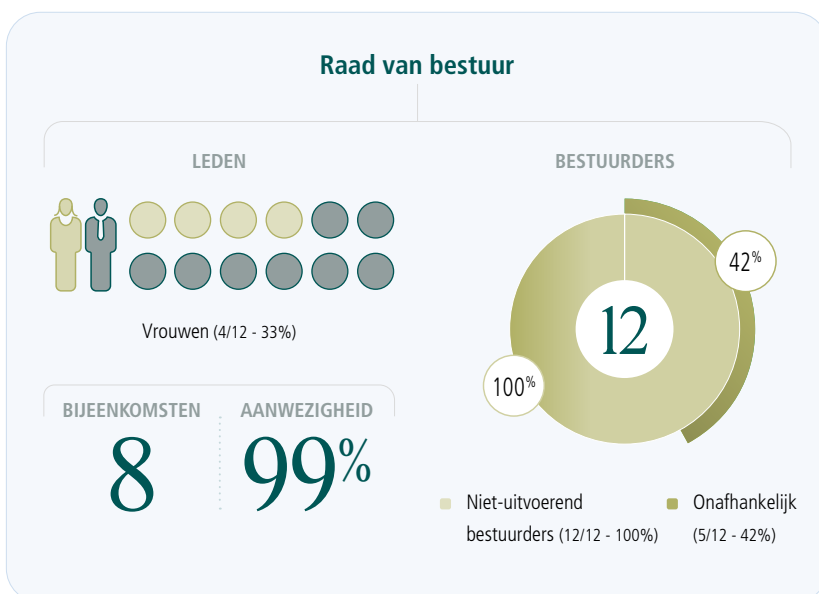 Raad van bestuur
LEDEN
Vrouwen (4/12 - 33%)
BIJEENKOMSTEN
8
AANWEZIGHEID
99%
BESTUURDERS
42%
12
100%
Niet-uitvoerend
bestuurders (12/12 - 100%)
Onafhankelijk
(5/12 - 42%)